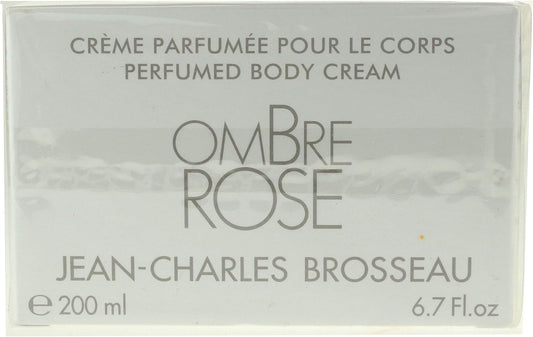 CRÈME PARFUMÉE POUR LE CORPS
PERFUMED BODY CREAM
OMBRE
ROSE
JEAN-CHARLES BROSSEAU
℮ 200 ml 6.7 Fl.oz